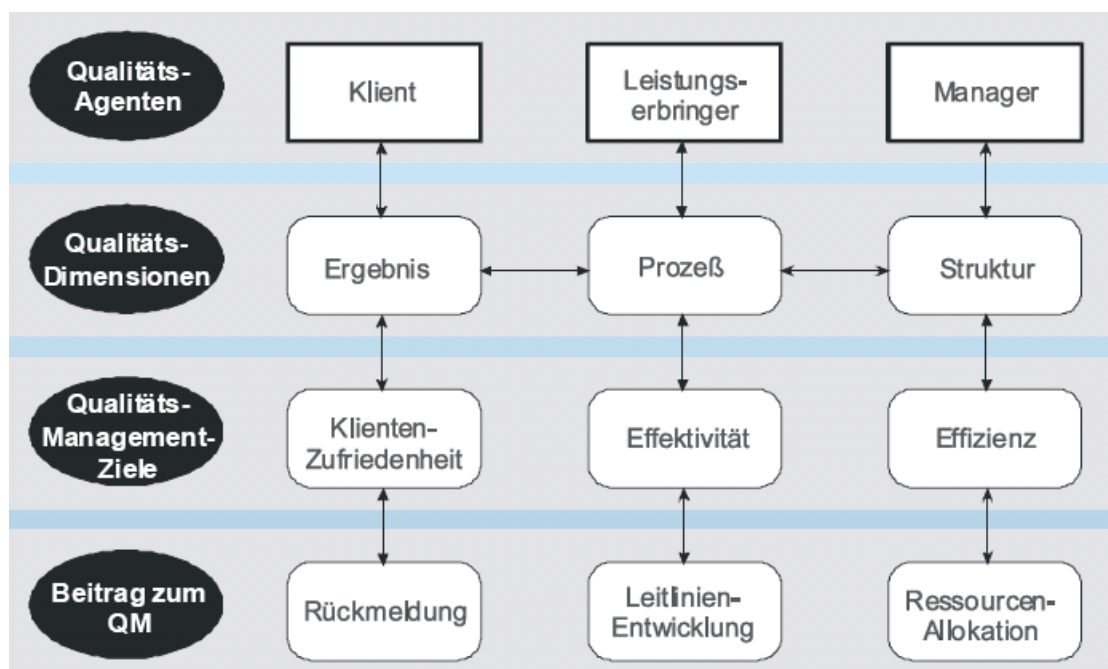 Qualitäts-
Agenten
Klient
Leistungs-
erbringer
Manager
Qualitäts-
Dimensionen
Ergebnis
Prozeß
Struktur
Qualitäts-
Management-
Ziele
Klienten-
Zufriedenheit
Effektivität
Effizienz
Beitrag zum
QM
Rückmeldung
Leitlinien-
Entwicklung
Ressourcen-
Allokation